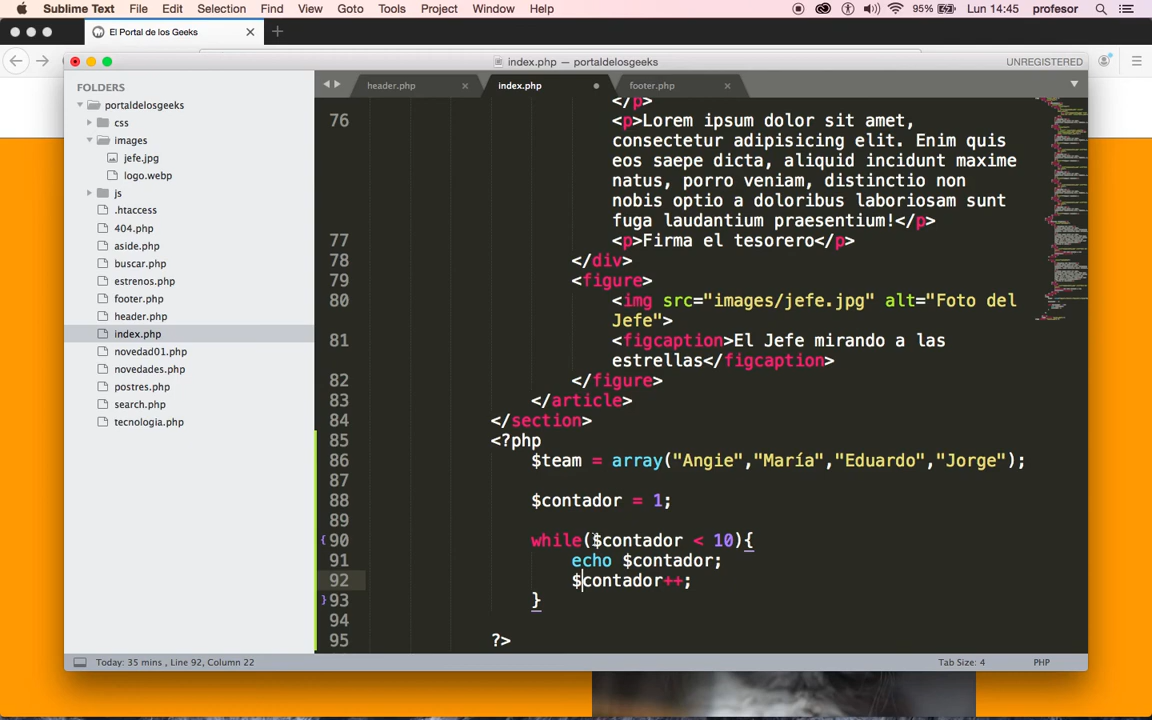 Sublime Text File Edit Selection Find View Goto Tools Project Window Help 95% Lun 14:45 profesor
El Portal de los Geeks
index.php — portaldelosgeeks
UNREGISTERED
FOLDERS
portaldelosgeeks
css
images
jefe.jpg
logo.webp
js
.htaccess
404.php
aside.php
buscar.php
estrenos.php
footer.php
header.php
index.php
novedad01.php
novedades.php
postres.php
search.php
tecnologia.php
header.php index.php footer.php
</p>
76 <p>Lorem ipsum dolor sit amet,
consectetur adipisicing elit. Enim quis
eos saepe dicta, aliquid incidunt maxime
natus, porro veniam, distinctio non
nobis optio a doloribus laboriosam sunt
fuga laudantium praesentium!</p>
77 <p>Firma el tesorero</p>
78 </div>
79 <figure>
80 <img src="images/jefe.jpg" alt="Foto del
Jefe">
81 <figcaption>El Jefe mirando a las
estrellas</figcaption>
82 </figure>
83 </article>
84 </section>
85 <?php
86 $team = array("Angie","María","Eduardo","Jorge");
87
88 $contador = 1;
89
90 while($contador < 10){
91 echo $contador;
92 $contador++;
93 }
94
95 ?>
Today: 35 mins , Line 92, Column 22
Tab Size: 4 PHP